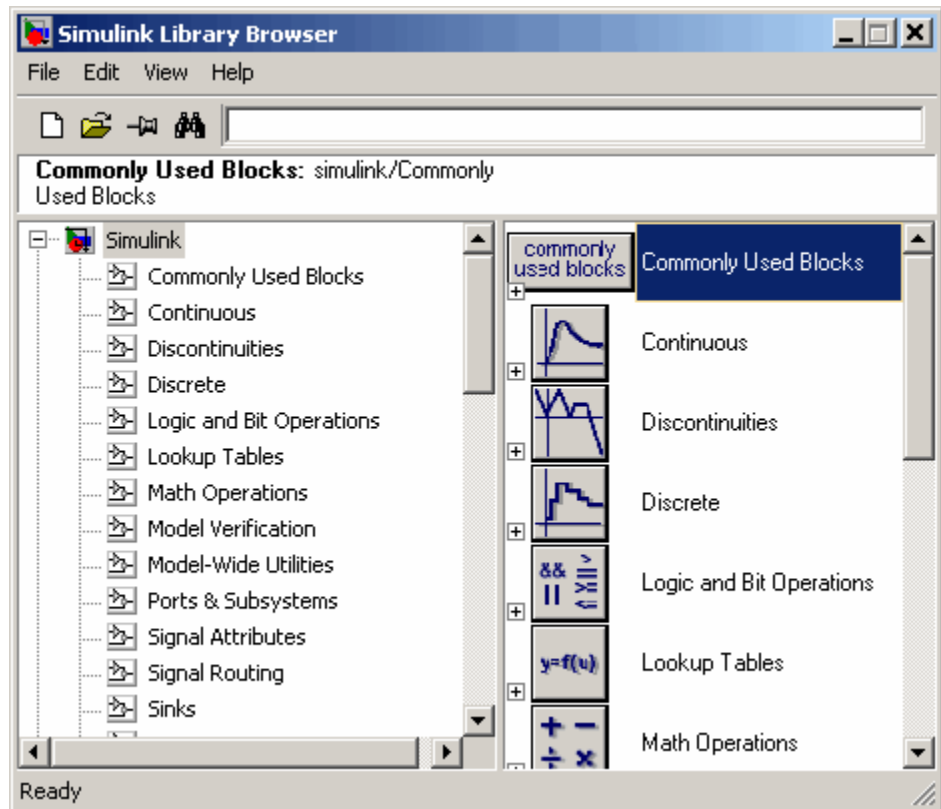 Simulink Library Browser
File Edit View Help
Commonly Used Blocks: simulink/Commonly
Used Blocks
Simulink
Commonly Used Blocks
Continuous
Discontinuities
Discrete
Logic and Bit Operations
Lookup Tables
Math Operations
Model Verification
Model-Wide Utilities
Ports & Subsystems
Signal Attributes
Signal Routing
Sinks
commonly
used blocks
Commonly Used Blocks
Continuous
Discontinuities
Discrete
&& >
|| >=
<=
Logic and Bit Operations
y=f(u)
Lookup Tables
+ −
÷ ×
Math Operations
Ready